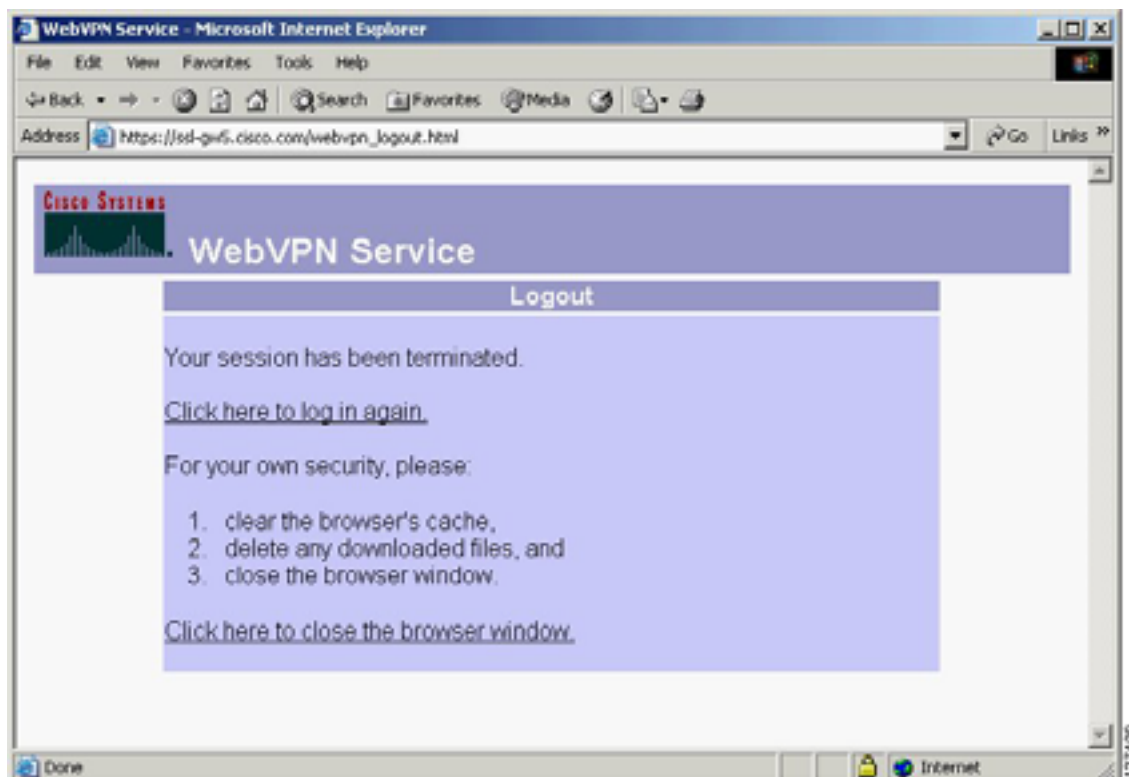 WebVPN Service - Microsoft Internet Explorer
File Edit View Favorites Tools Help
Back Search Favorites Media
Address https://ssl-gw5.cisco.com/webvpn_logout.html Go Links »
CISCO SYSTEMS
WebVPN Service
Logout
Your session has been terminated.
Click here to log in again.
For your own security, please:
1. clear the browser's cache,
2. delete any downloaded files, and
3. close the browser window.
Click here to close the browser window.
Done Internet